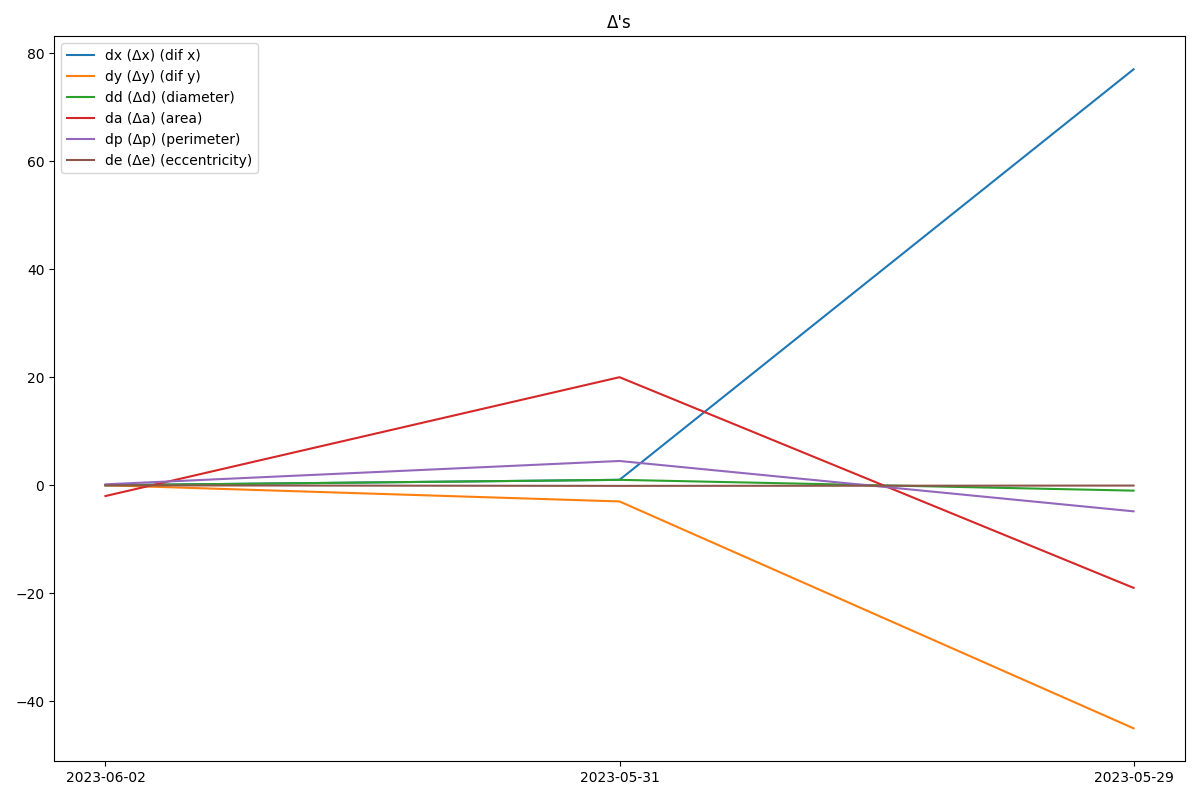 Δ's
dx (Δx) (dif x)
dy (Δy) (dif y)
dd (Δd) (diameter)
da (Δa) (area)
dp (Δp) (perimeter)
de (Δe) (eccentricity)
80
60
40
20
0
−20
−40
2023-06-02 2023-05-31 2023-05-29